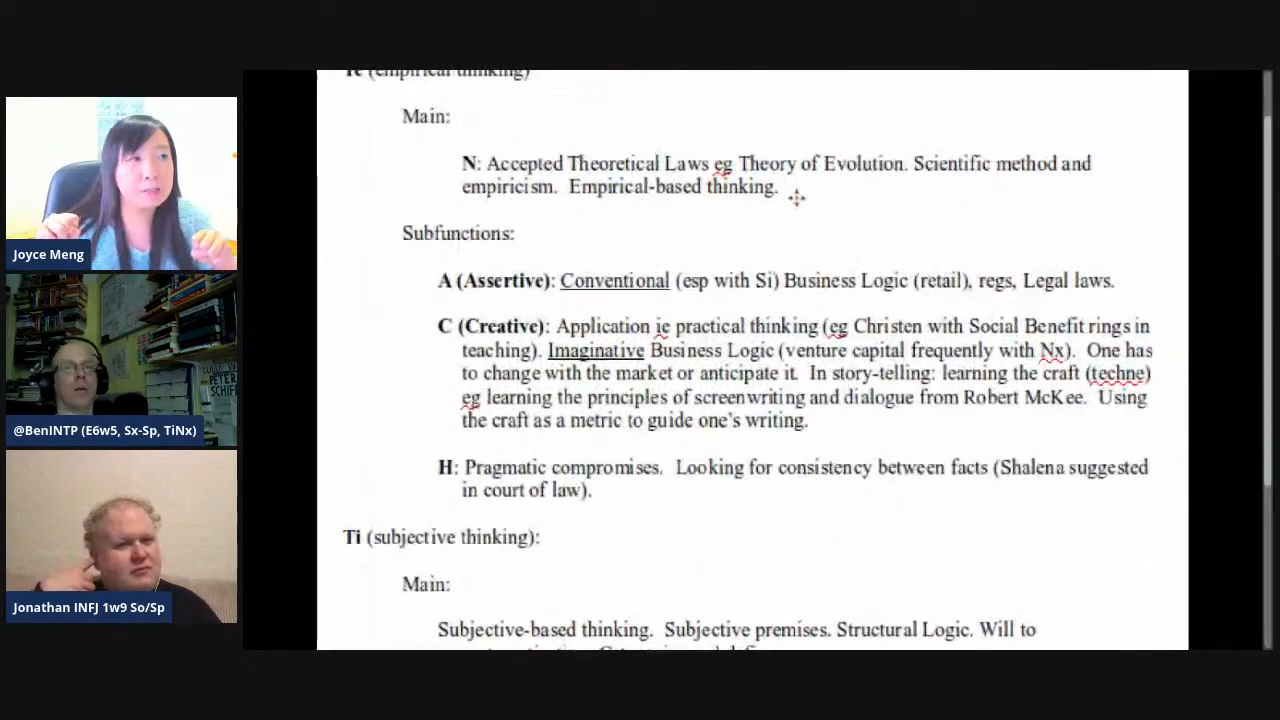 Joyce Meng
@BenINTP (E6w5, Sx-Sp, TiNx)
Jonathan INFJ 1w9 So/Sp
(empirical thinking)
Main:
N: Accepted Theoretical Laws eg Theory of Evolution. Scientific method and
empiricism. Empirical-based thinking.
Subfunctions:
A (Assertive): Conventional (esp with Si) Business Logic (retail), regs, Legal laws.
C (Creative): Application ie practical thinking (eg Christen with Social Benefit rings in
teaching). Imaginative Business Logic (venture capital frequently with Nx). One has
to change with the market or anticipate it. In story-telling: learning the craft (techne)
eg learning the principles of screenwriting and dialogue from Robert McKee. Using
the craft as a metric to guide one's writing.
H: Pragmatic compromises. Looking for consistency between facts (Shalena suggested
in court of law).
Ti (subjective thinking):
Main:
Subjective-based thinking. Subjective premises. Structural Logic. Will to